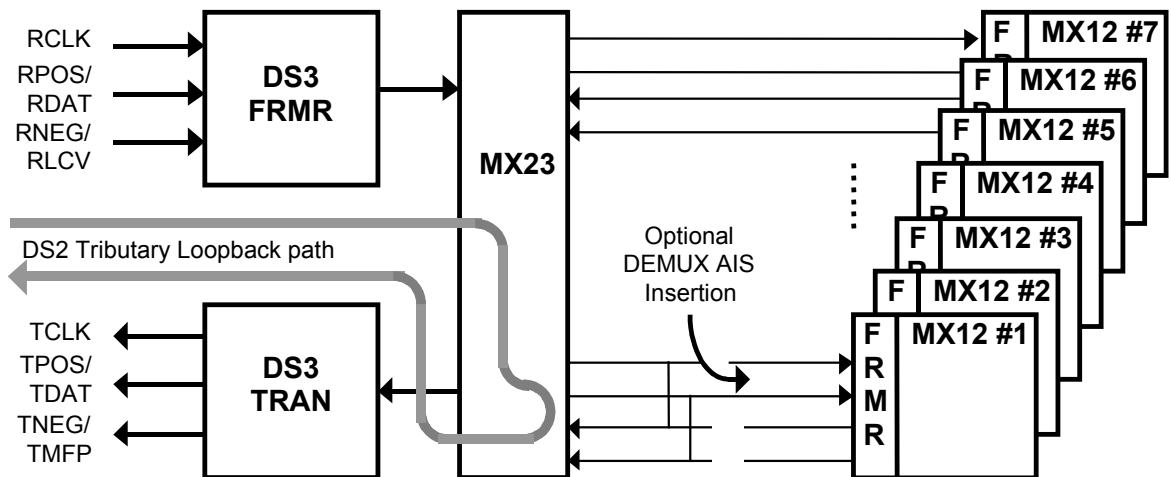 RCLK
RPOS/
RDAT
RNEG/
RLCV
DS3
FRMR
MX23
F
R
MX12 #7
F
R
MX12 #6
F
R
MX12 #5
F
R
MX12 #4
F
R
MX12 #3
F
MX12 #2
F
R
M
R
MX12 #1
DS2 Tributary Loopback path
Optional
DEMUX AIS
Insertion
TCLK
TPOS/
TDAT
TNEG/
TMFP
DS3
TRAN